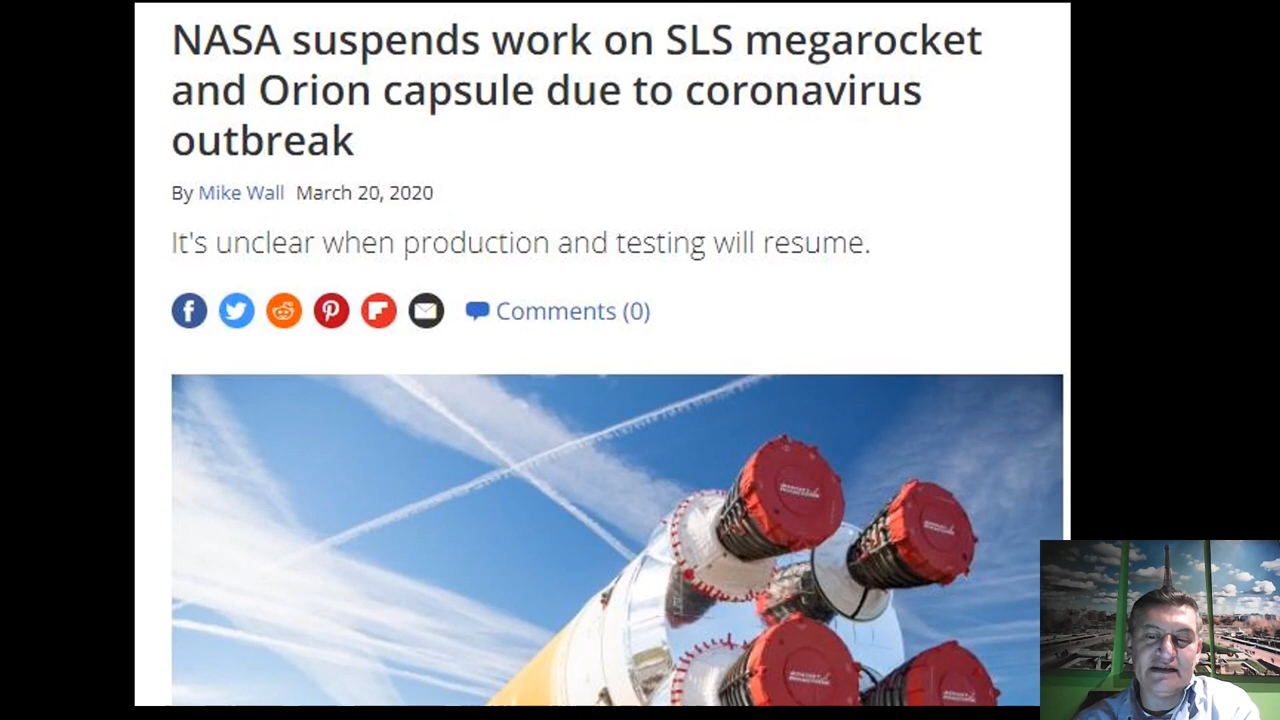 NASA suspends work on SLS megarocket
and Orion capsule due to coronavirus
outbreak
By Mike Wall March 20, 2020
It's unclear when production and testing will resume.
Comments (0)